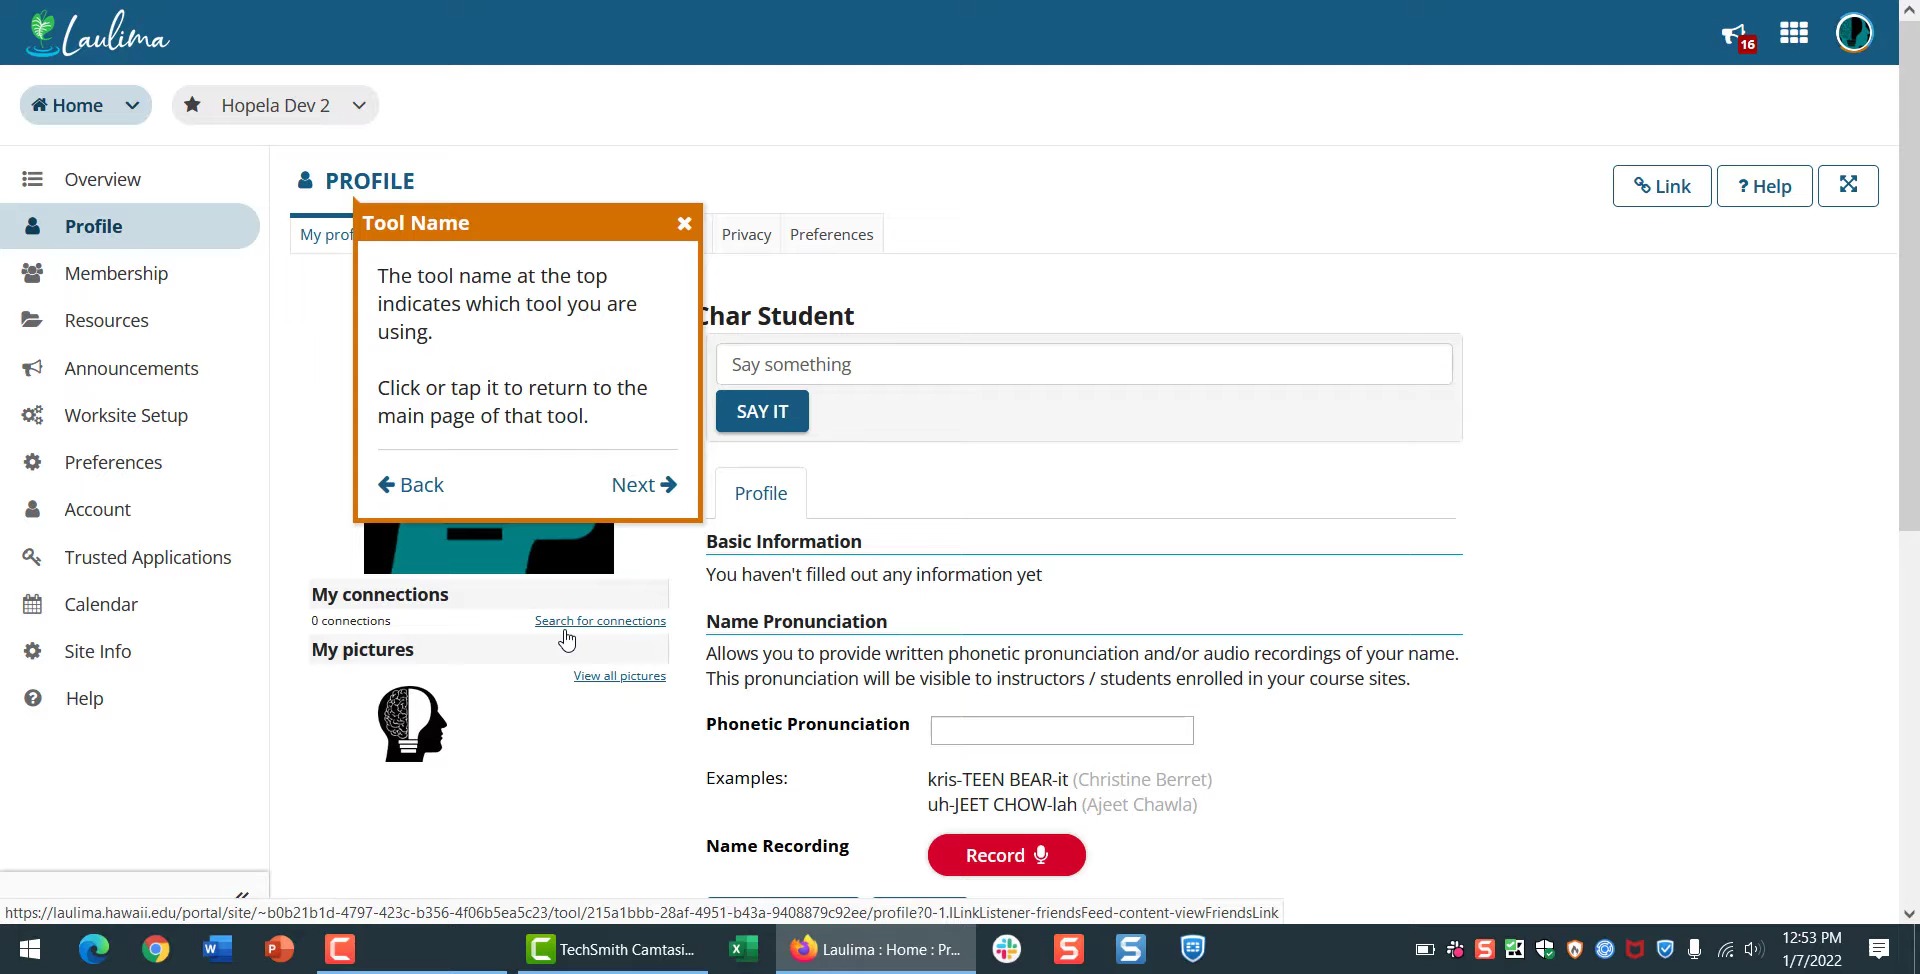 Laulima
16
Home
Hopela Dev 2
Overview
Profile
Membership
Resources
Announcements
Worksite Setup
Preferences
Account
Trusted Applications
Calendar
Site Info
Help
PROFILE
Link
? Help
My prof
Privacy
Preferences
Tool Name
The tool name at the top
indicates which tool you are
using.
Click or tap it to return to the
main page of that tool.
Back
Next
Char Student
Say something
SAY IT
My connections
0 connections
Search for connections
My pictures
View all pictures
Profile
Basic Information
You haven't filled out any information yet
Name Pronunciation
Allows you to provide written phonetic pronunciation and/or audio recordings of your name.
This pronunciation will be visible to instructors / students enrolled in your course sites.
Phonetic Pronunciation
Examples:
kris-TEEN BEAR-it (Christine Berret)
uh-JEET CHOW-lah (Ajeet Chawla)
Name Recording
Record
https://laulima.hawaii.edu/portal/site/~b0b21b1d-4797-423c-b356-4f06b5ea5c23/tool/215a1bbb-28af-4951-b43a-9408879c92ee/profile?0-1.ILinkListener-friendsFeed-content-viewFriendsLink
TechSmith Camtasi...
Laulima : Home : Pr...
12:53 PM
1/7/2022